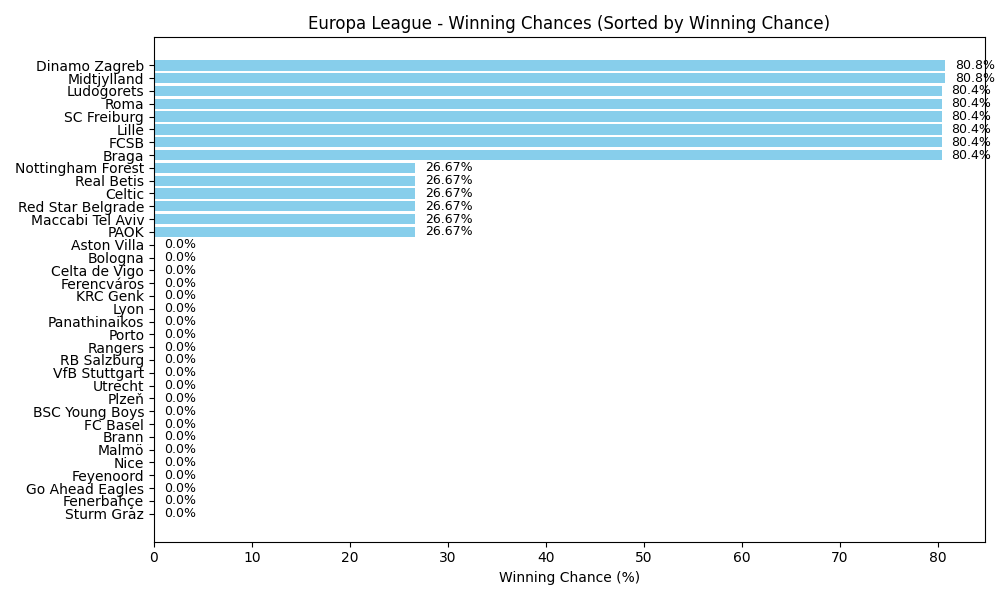 Europa League - Winning Chances (Sorted by Winning Chance)
Dinamo Zagreb 80.8%
Midtjylland 80.8%
Ludogorets 80.4%
Roma 80.4%
SC Freiburg 80.4%
Lille 80.4%
FCSB 80.4%
Braga 80.4%
Nottingham Forest 26.67%
Real Betis 26.67%
Celtic 26.67%
Red Star Belgrade 26.67%
Maccabi Tel Aviv 26.67%
PAOK 26.67%
Aston Villa 0.0%
Bologna 0.0%
Celta de Vigo 0.0%
Ferencváros 0.0%
KRC Genk 0.0%
Lyon 0.0%
Panathinaikos 0.0%
Porto 0.0%
Rangers 0.0%
RB Salzburg 0.0%
VfB Stuttgart 0.0%
Utrecht 0.0%
Plzeň 0.0%
BSC Young Boys 0.0%
FC Basel 0.0%
Brann 0.0%
Malmö 0.0%
Nice 0.0%
Feyenoord 0.0%
Go Ahead Eagles 0.0%
Fenerbahçe 0.0%
Sturm Graz 0.0%
0 10 20 30 40 50 60 70 80
Winning Chance (%)